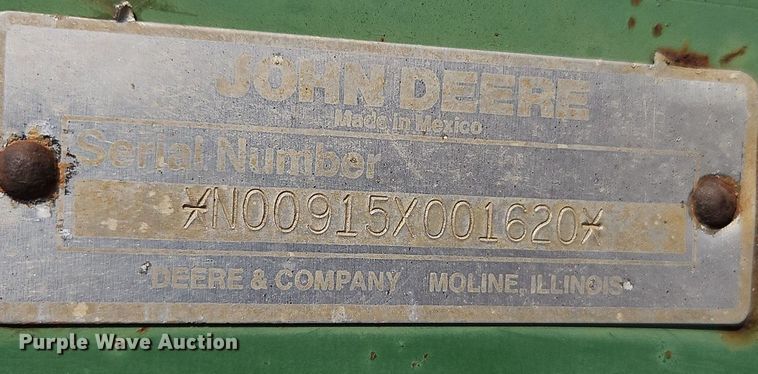 JOHN DEERE
Made in Mexico
Serial Number
*N00915X001620*
DEERE & COMPANY MOLINE, ILLINOIS
Purple Wave Auction